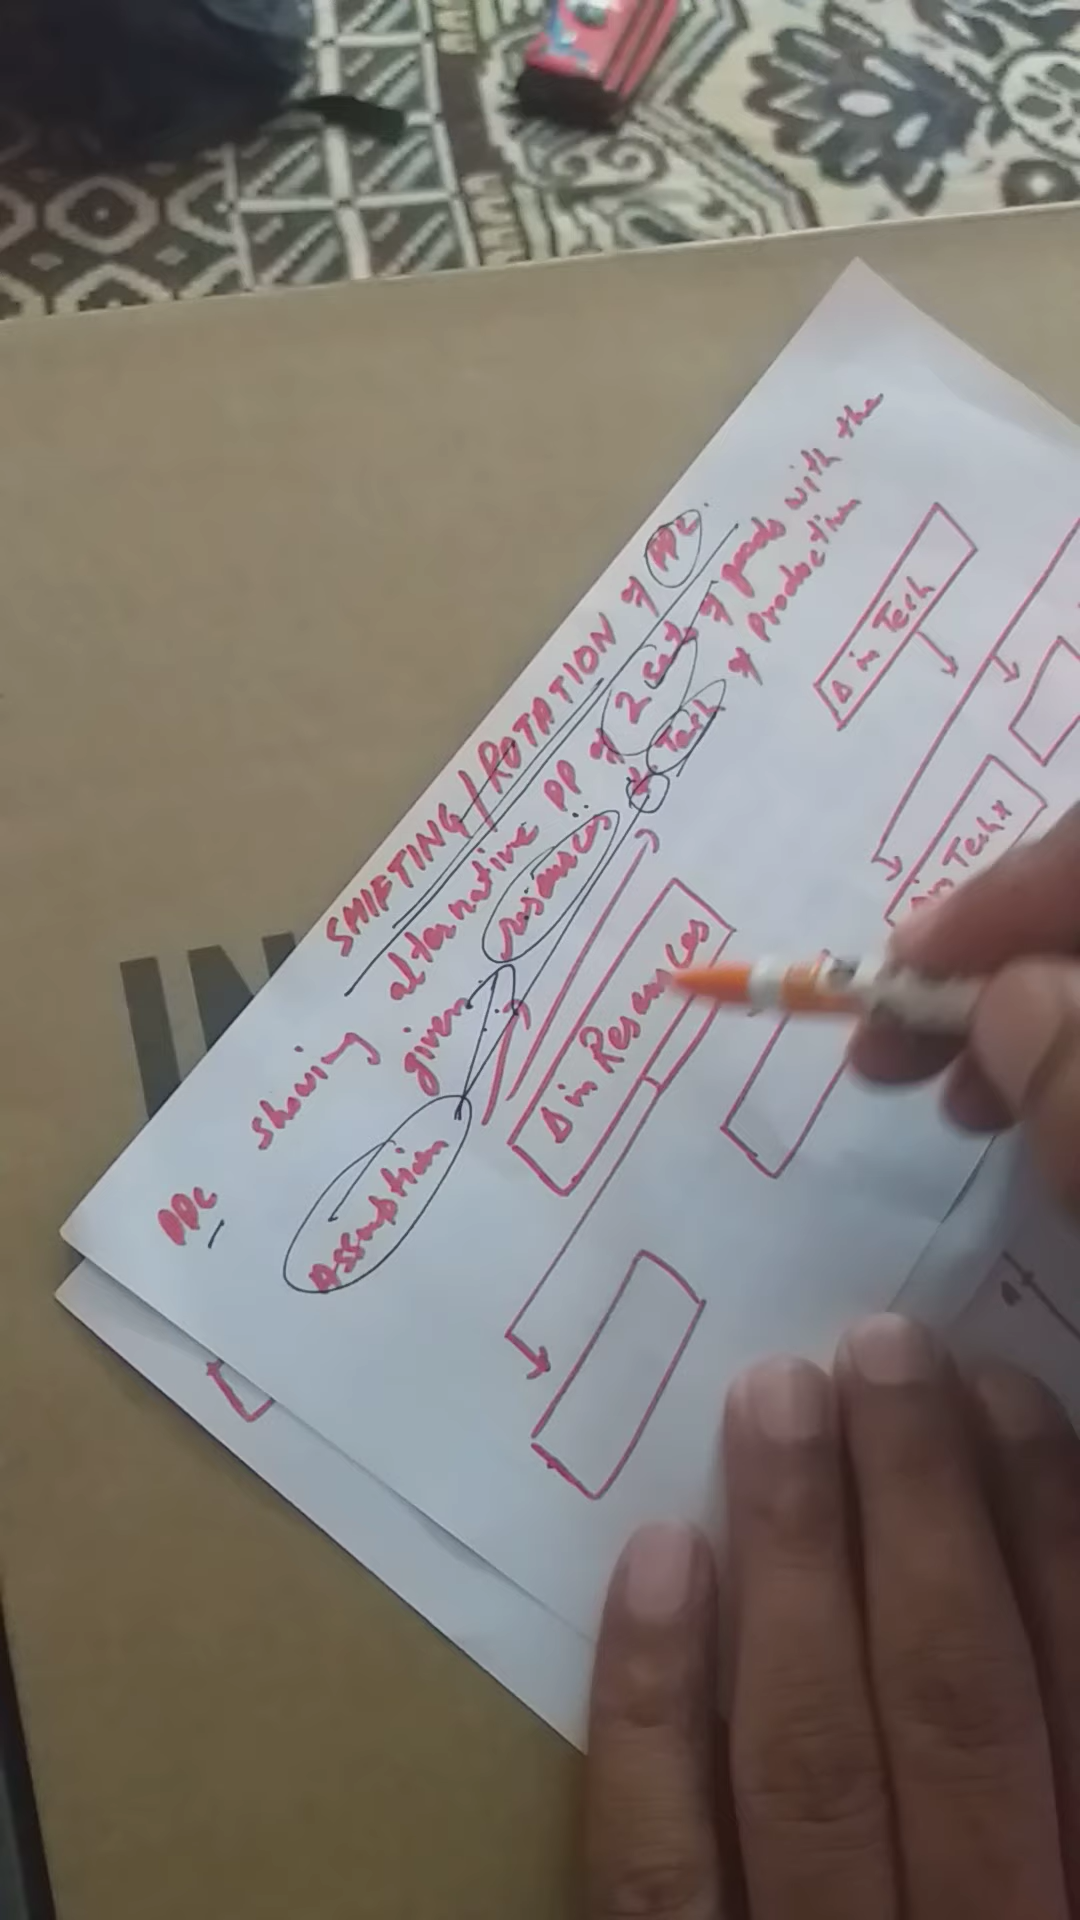 SHIFTING/ROTATION of PPC
PPC showing alternative PP of 2 set of goods with the
given resources & Tech of Production
Assumption
Δ in Resources
Δ in Tech
Tech x
IN